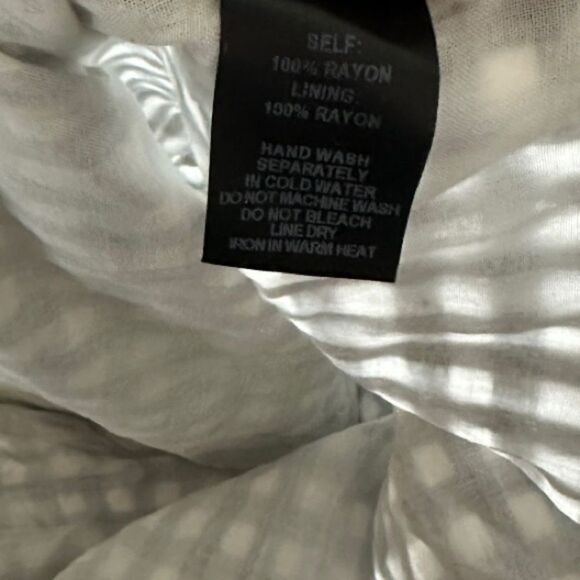 SELF:
100% RAYON
LINING:
100% RAYON
HAND WASH
SEPARATELY
IN COLD WATER
DO NOT MACHINE WASH
DO NOT BLEACH
LINE DRY
IRON IN WARM HEAT